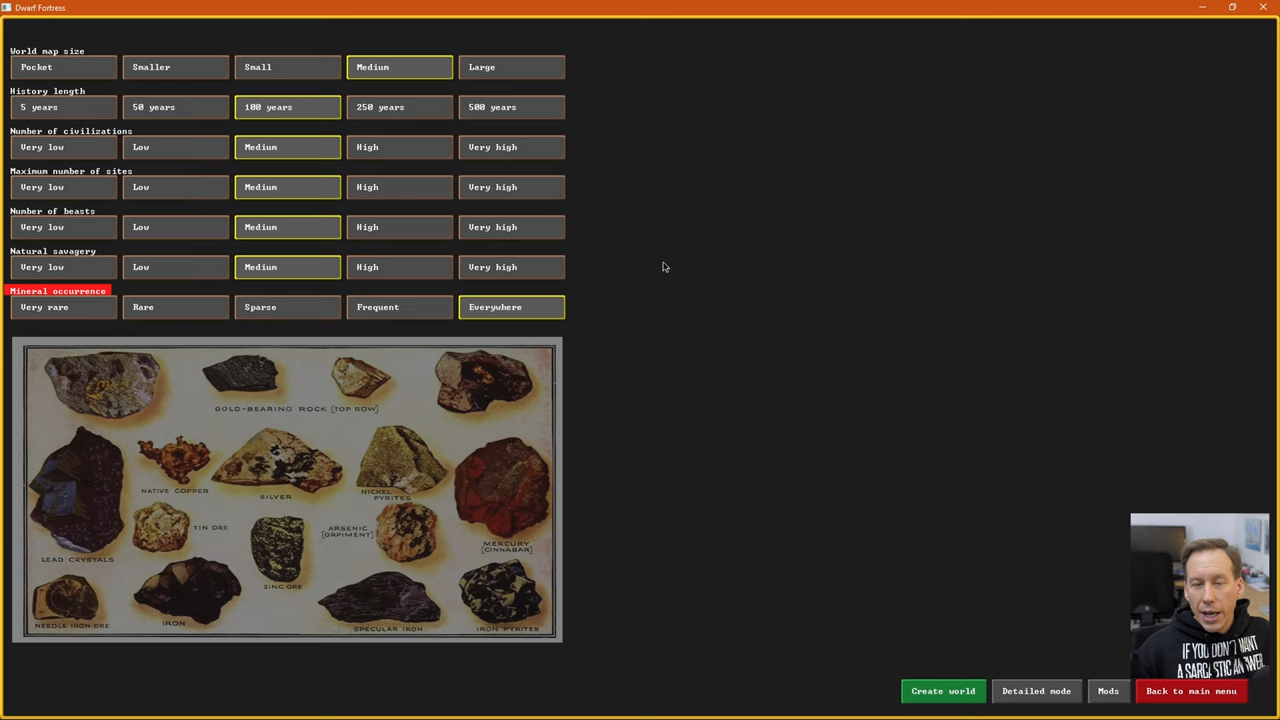 Dwarf Fortress
World map size
Pocket Smaller Small Medium Large
History length
5 years 50 years 100 years 250 years 500 years
Number of civilizations
Very low Low Medium High Very high
Maximum number of sites
Very low Low Medium High Very high
Number of beasts
Very low Low Medium High Very high
Natural savagery
Very low Low Medium High Very high
Mineral occurrence
Very rare Rare Sparse Frequent Everywhere
GOLD-BEARING ROCK [TOP ROW]
NATIVE COPPER
SILVER
NICKEL
PYRITES
TIN ORE
ARSENIC
[ORPIMENT]
MERCURY
[CINNABAR]
LEAD CRYSTALS
ZINC ORE
NEEDLE IRON ORE
IRON
SPECULAR IRON
IRON PYRITES
IF YOU DON'T WANT
A SARCASTIC ANSWER
Create world Detailed mode Mods Back to main menu